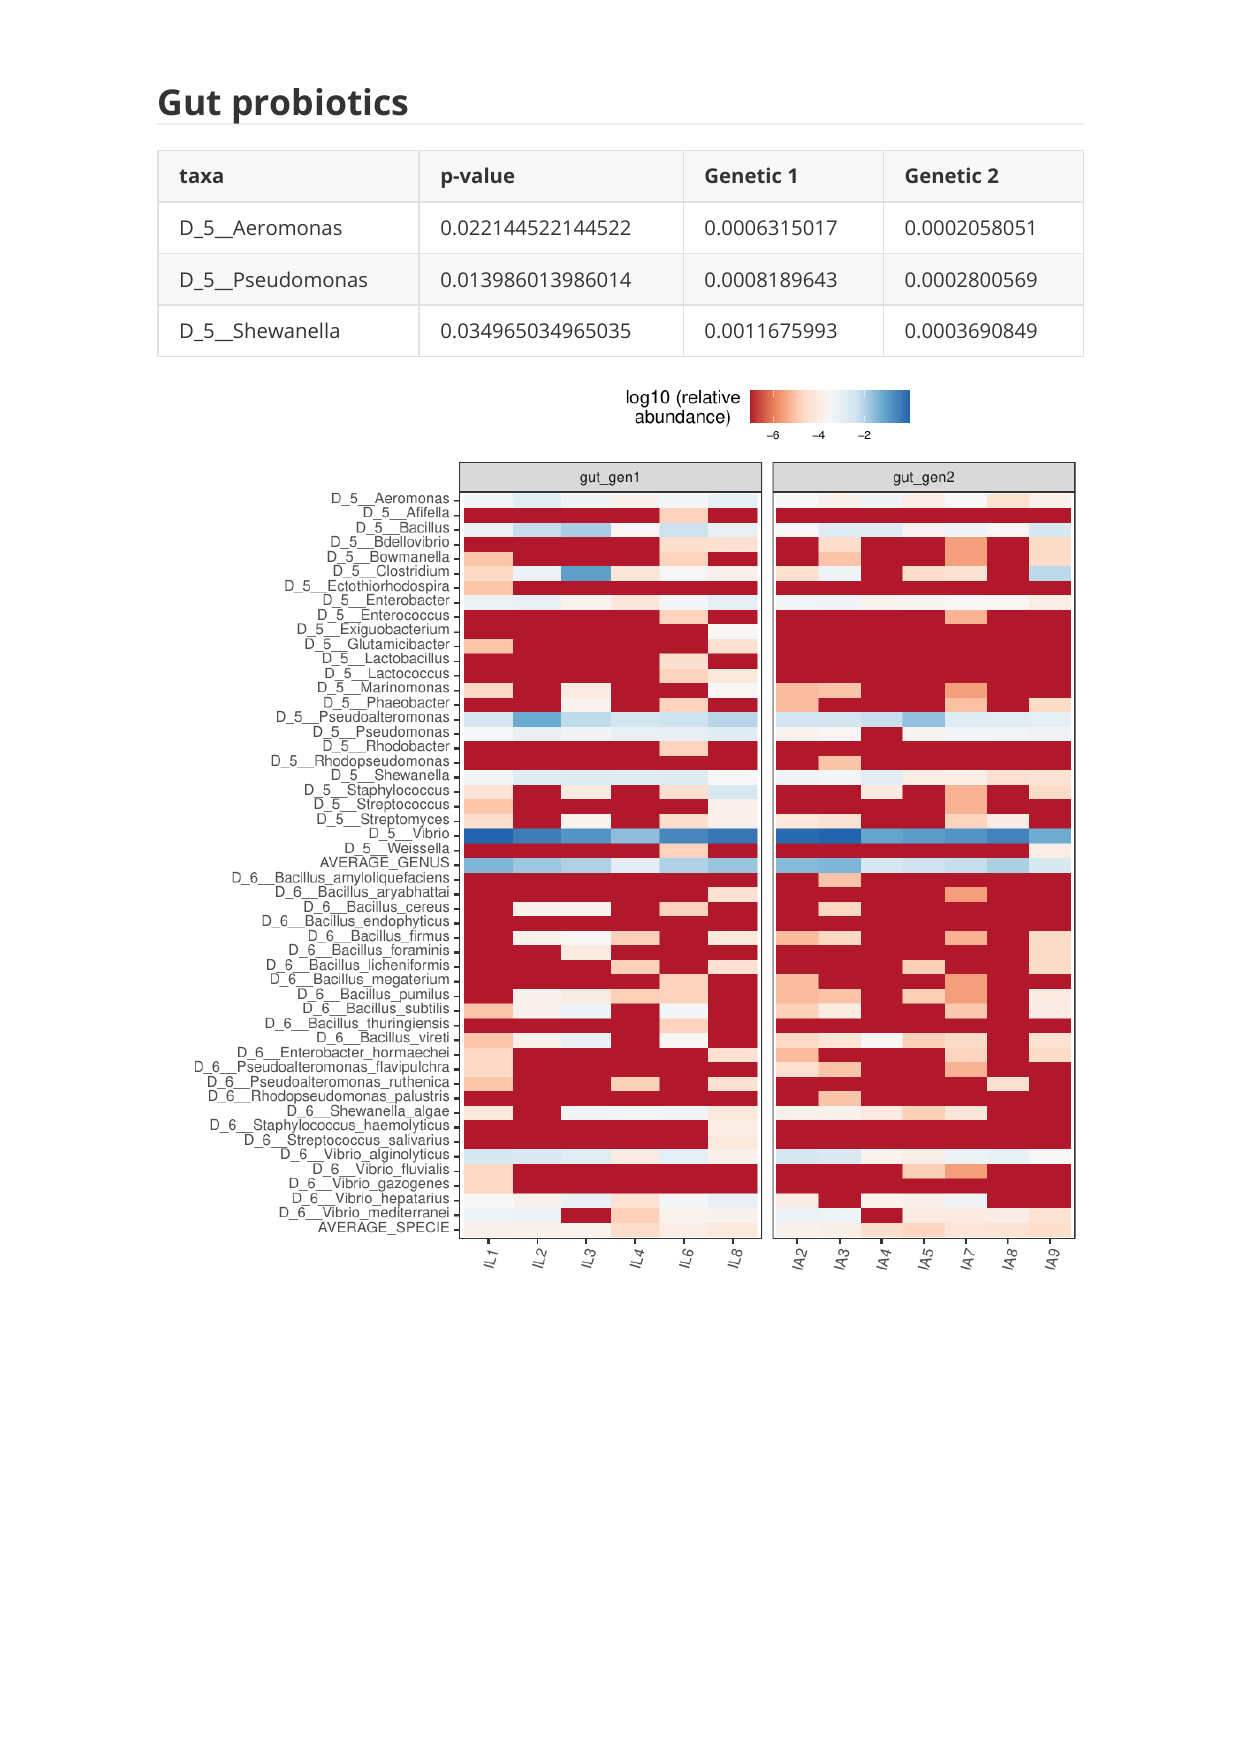 Gut probiotics
taxa p-value Genetic 1 Genetic 2
D_5__Aeromonas 0.022144522144522 0.0006315017 0.0002058051
D_5__Pseudomonas 0.013986013986014 0.0008189643 0.0002800569
D_5__Shewanella 0.034965034965035 0.0011675993 0.0003690849
log10 (relative
abundance)
−6 −4 −2
gut_gen1 gut_gen2
D_5__Aeromonas
D_5__Afifella
D_5__Bacillus
D_5__Bdellovibrio
D_5__Bowmanella
D_5__Clostridium
D_5__Ectothiorhodospira
D_5__Enterobacter
D_5__Enterococcus
D_5__Exiguobacterium
D_5__Glutamicibacter
D_5__Lactobacillus
D_5__Lactococcus
D_5__Marinomonas
D_5__Phaeobacter
D_5__Pseudoalteromonas
D_5__Pseudomonas
D_5__Rhodobacter
D_5__Rhodopseudomonas
D_5__Shewanella
D_5__Staphylococcus
D_5__Streptococcus
D_5__Streptomyces
D_5__Vibrio
D_5__Weissella
AVERAGE_GENUS
D_6__Bacillus_amyloliquefaciens
D_6__Bacillus_aryabhattai
D_6__Bacillus_cereus
D_6__Bacillus_endophyticus
D_6__Bacillus_firmus
D_6__Bacillus_foraminis
D_6__Bacillus_licheniformis
D_6__Bacillus_megaterium
D_6__Bacillus_pumilus
D_6__Bacillus_subtilis
D_6__Bacillus_thuringiensis
D_6__Bacillus_vireti
D_6__Enterobacter_hormaechei
D_6__Pseudoalteromonas_flavipulchra
D_6__Pseudoalteromonas_ruthenica
D_6__Rhodopseudomonas_palustris
D_6__Shewanella_algae
D_6__Staphylococcus_haemolyticus
D_6__Streptococcus_salivarius
D_6__Vibrio_alginolyticus
D_6__Vibrio_fluvialis
D_6__Vibrio_gazogenes
D_6__Vibrio_hepatarius
D_6__Vibrio_mediterranei
AVERAGE_SPECIE
IL1 IL2 IL3 IL4 IL6 IL8 IA2 IA3 IA4 IA5 IA7 IA8 IA9